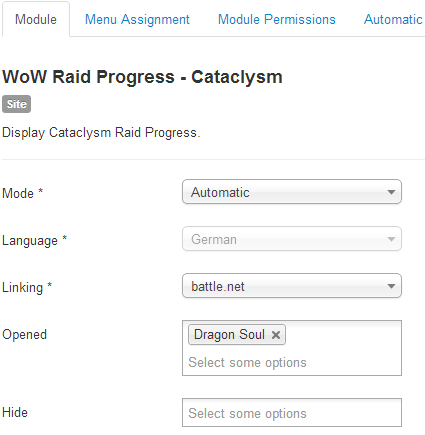 Module Menu Assignment Module Permissions Automatic
WoW Raid Progress - Cataclysm
Site
Display Cataclysm Raid Progress.
Mode * Automatic
Language * German
Linking * battle.net
Opened Dragon Soul ×
Select some options
Hide Select some options